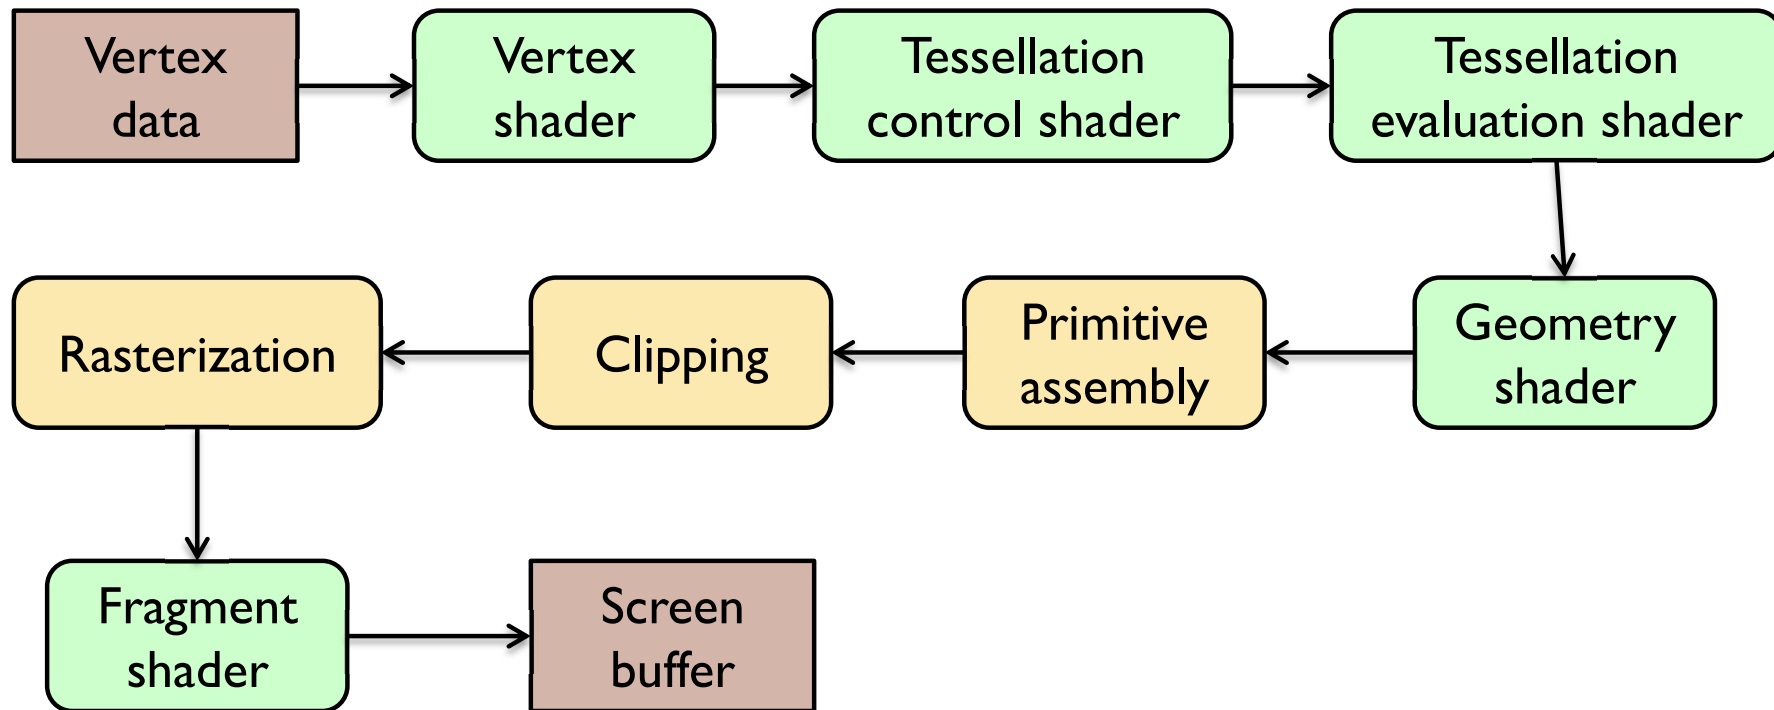 Vertex
data
Vertex
shader
Tessellation
control shader
Tessellation
evaluation shader
Geometry
shader
Primitive
assembly
Clipping
Rasterization
Fragment
shader
Screen
buffer